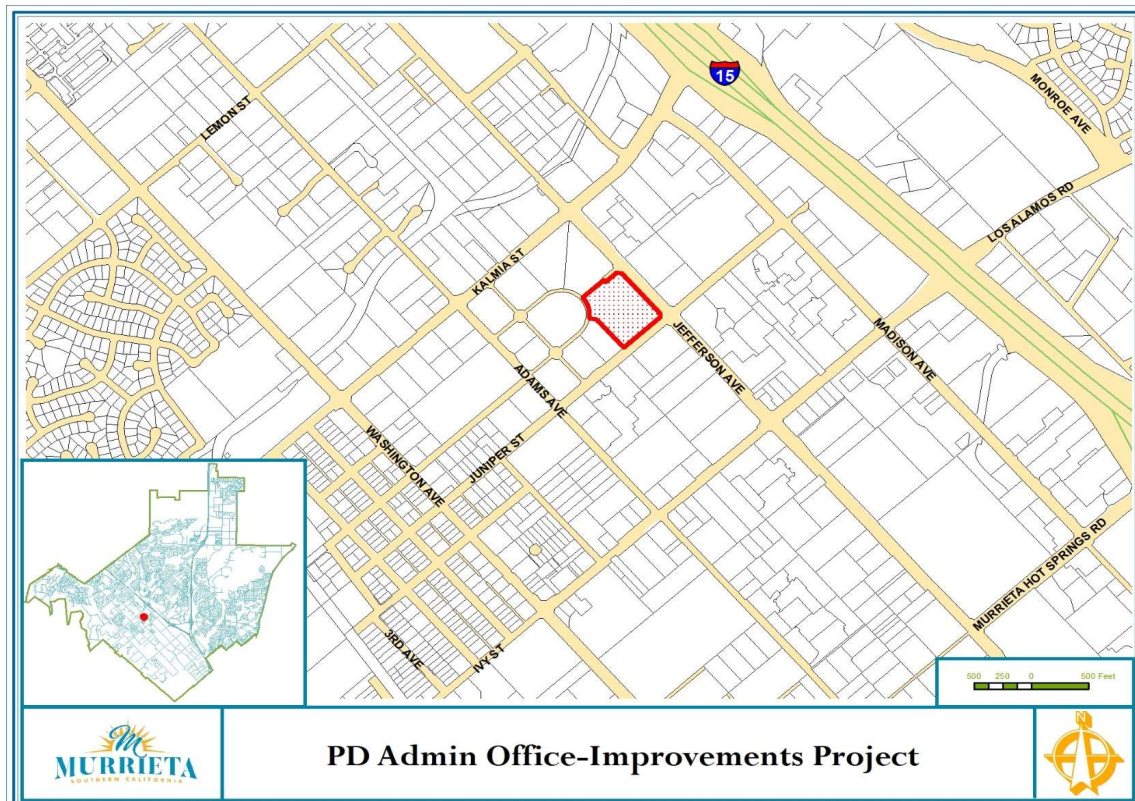 15
MONROE AVE
LEMON ST
LOS ALAMOS RD
KALMIA ST
JEFFERSON AVE
MADISON AVE
ADAMS AVE
WASHINGTON AVE
JUNIPER ST
MURRIETA HOT SPRINGS RD
3RD AVE
IVY ST
500 250 0 500 Feet
M
MURRIETA
SOUTHERN CALIFORNIA
PD Admin Office-Improvements Project
N